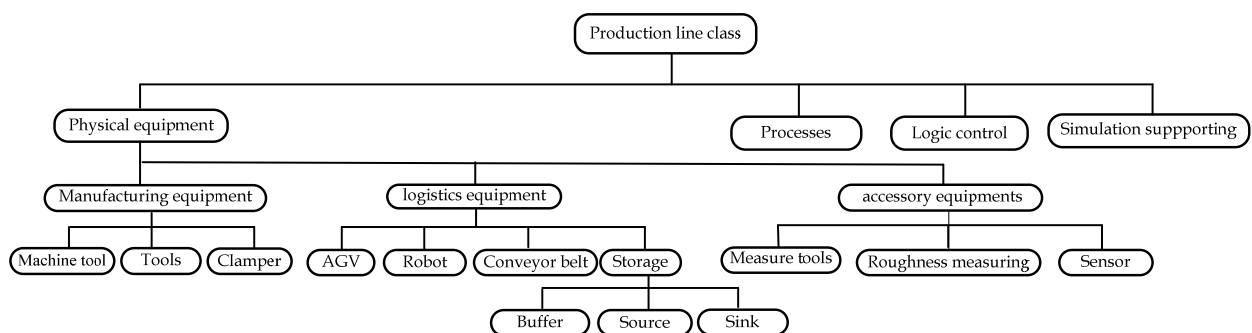 Production line class
Physical equipment
Processes
Logic control
Simulation suppporting
Manufacturing equipment
logistics equipment
accessory equipments
Machine tool
Tools
Clamper
AGV
Robot
Conveyor belt
Storage
Measure tools
Roughness measuring
Sensor
Buffer
Source
Sink